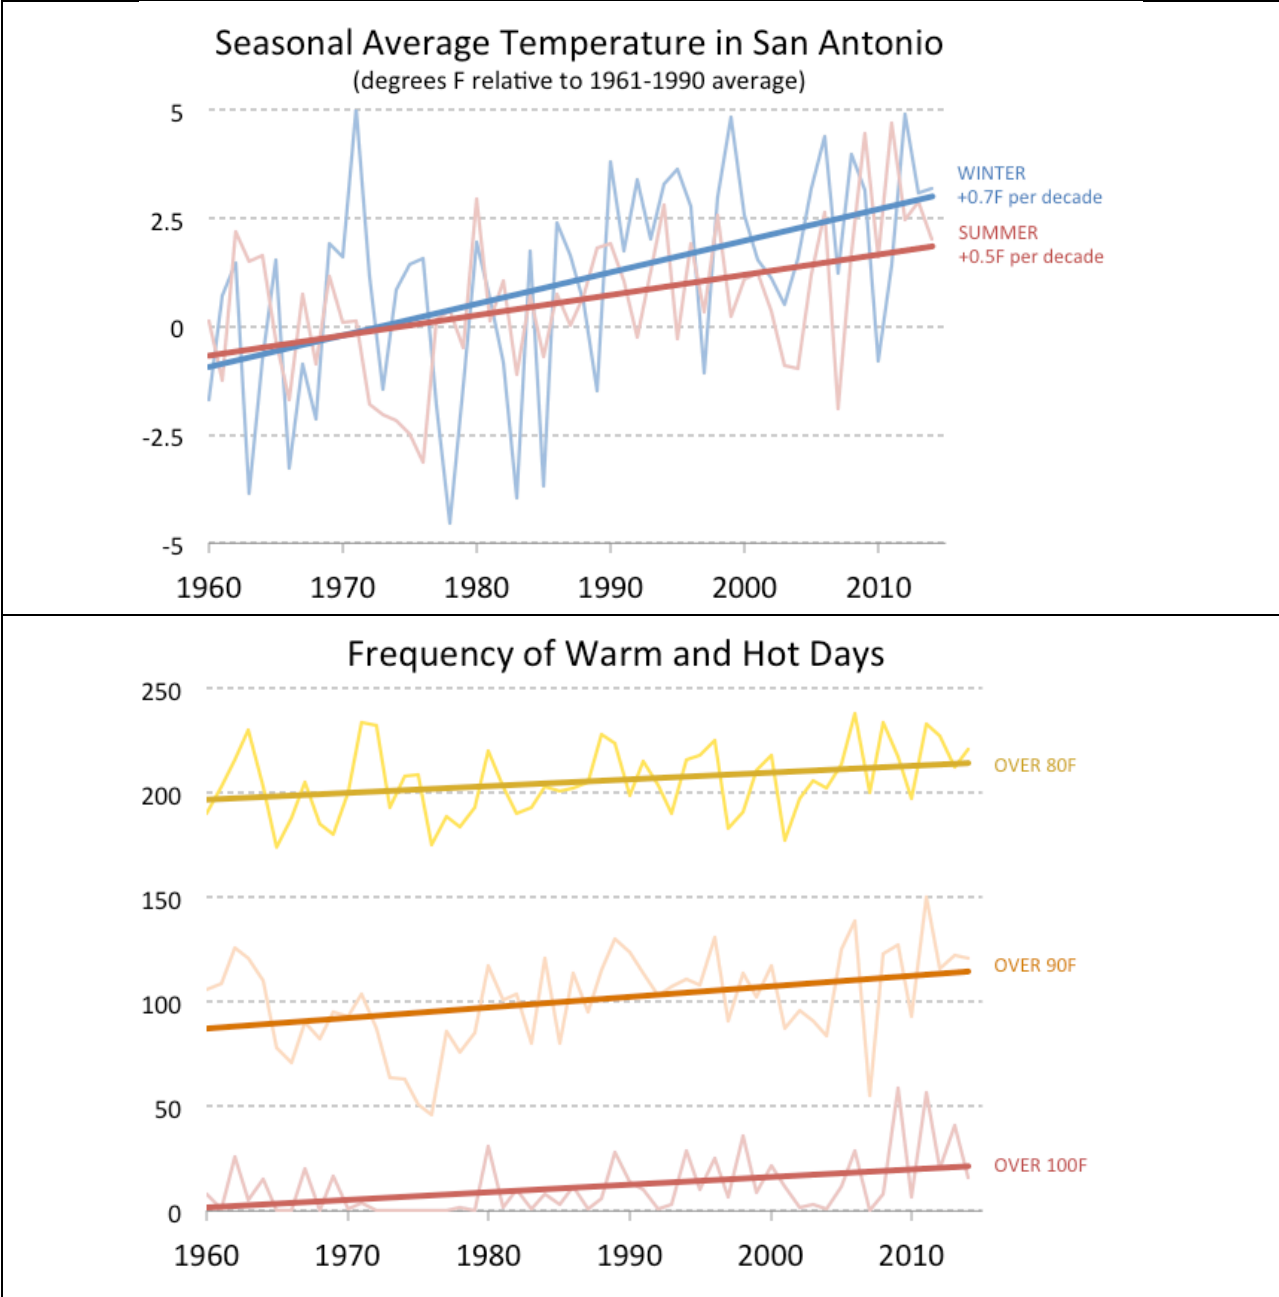 Seasonal Average Temperature in San Antonio
(degrees F relative to 1961-1990 average)
5
2.5
0
-2.5
-5
WINTER
+0.7F per decade
SUMMER
+0.5F per decade
1960 1970 1980 1990 2000 2010
Frequency of Warm and Hot Days
250
200
150
100
50
0
OVER 80F
OVER 90F
OVER 100F
1960 1970 1980 1990 2000 2010